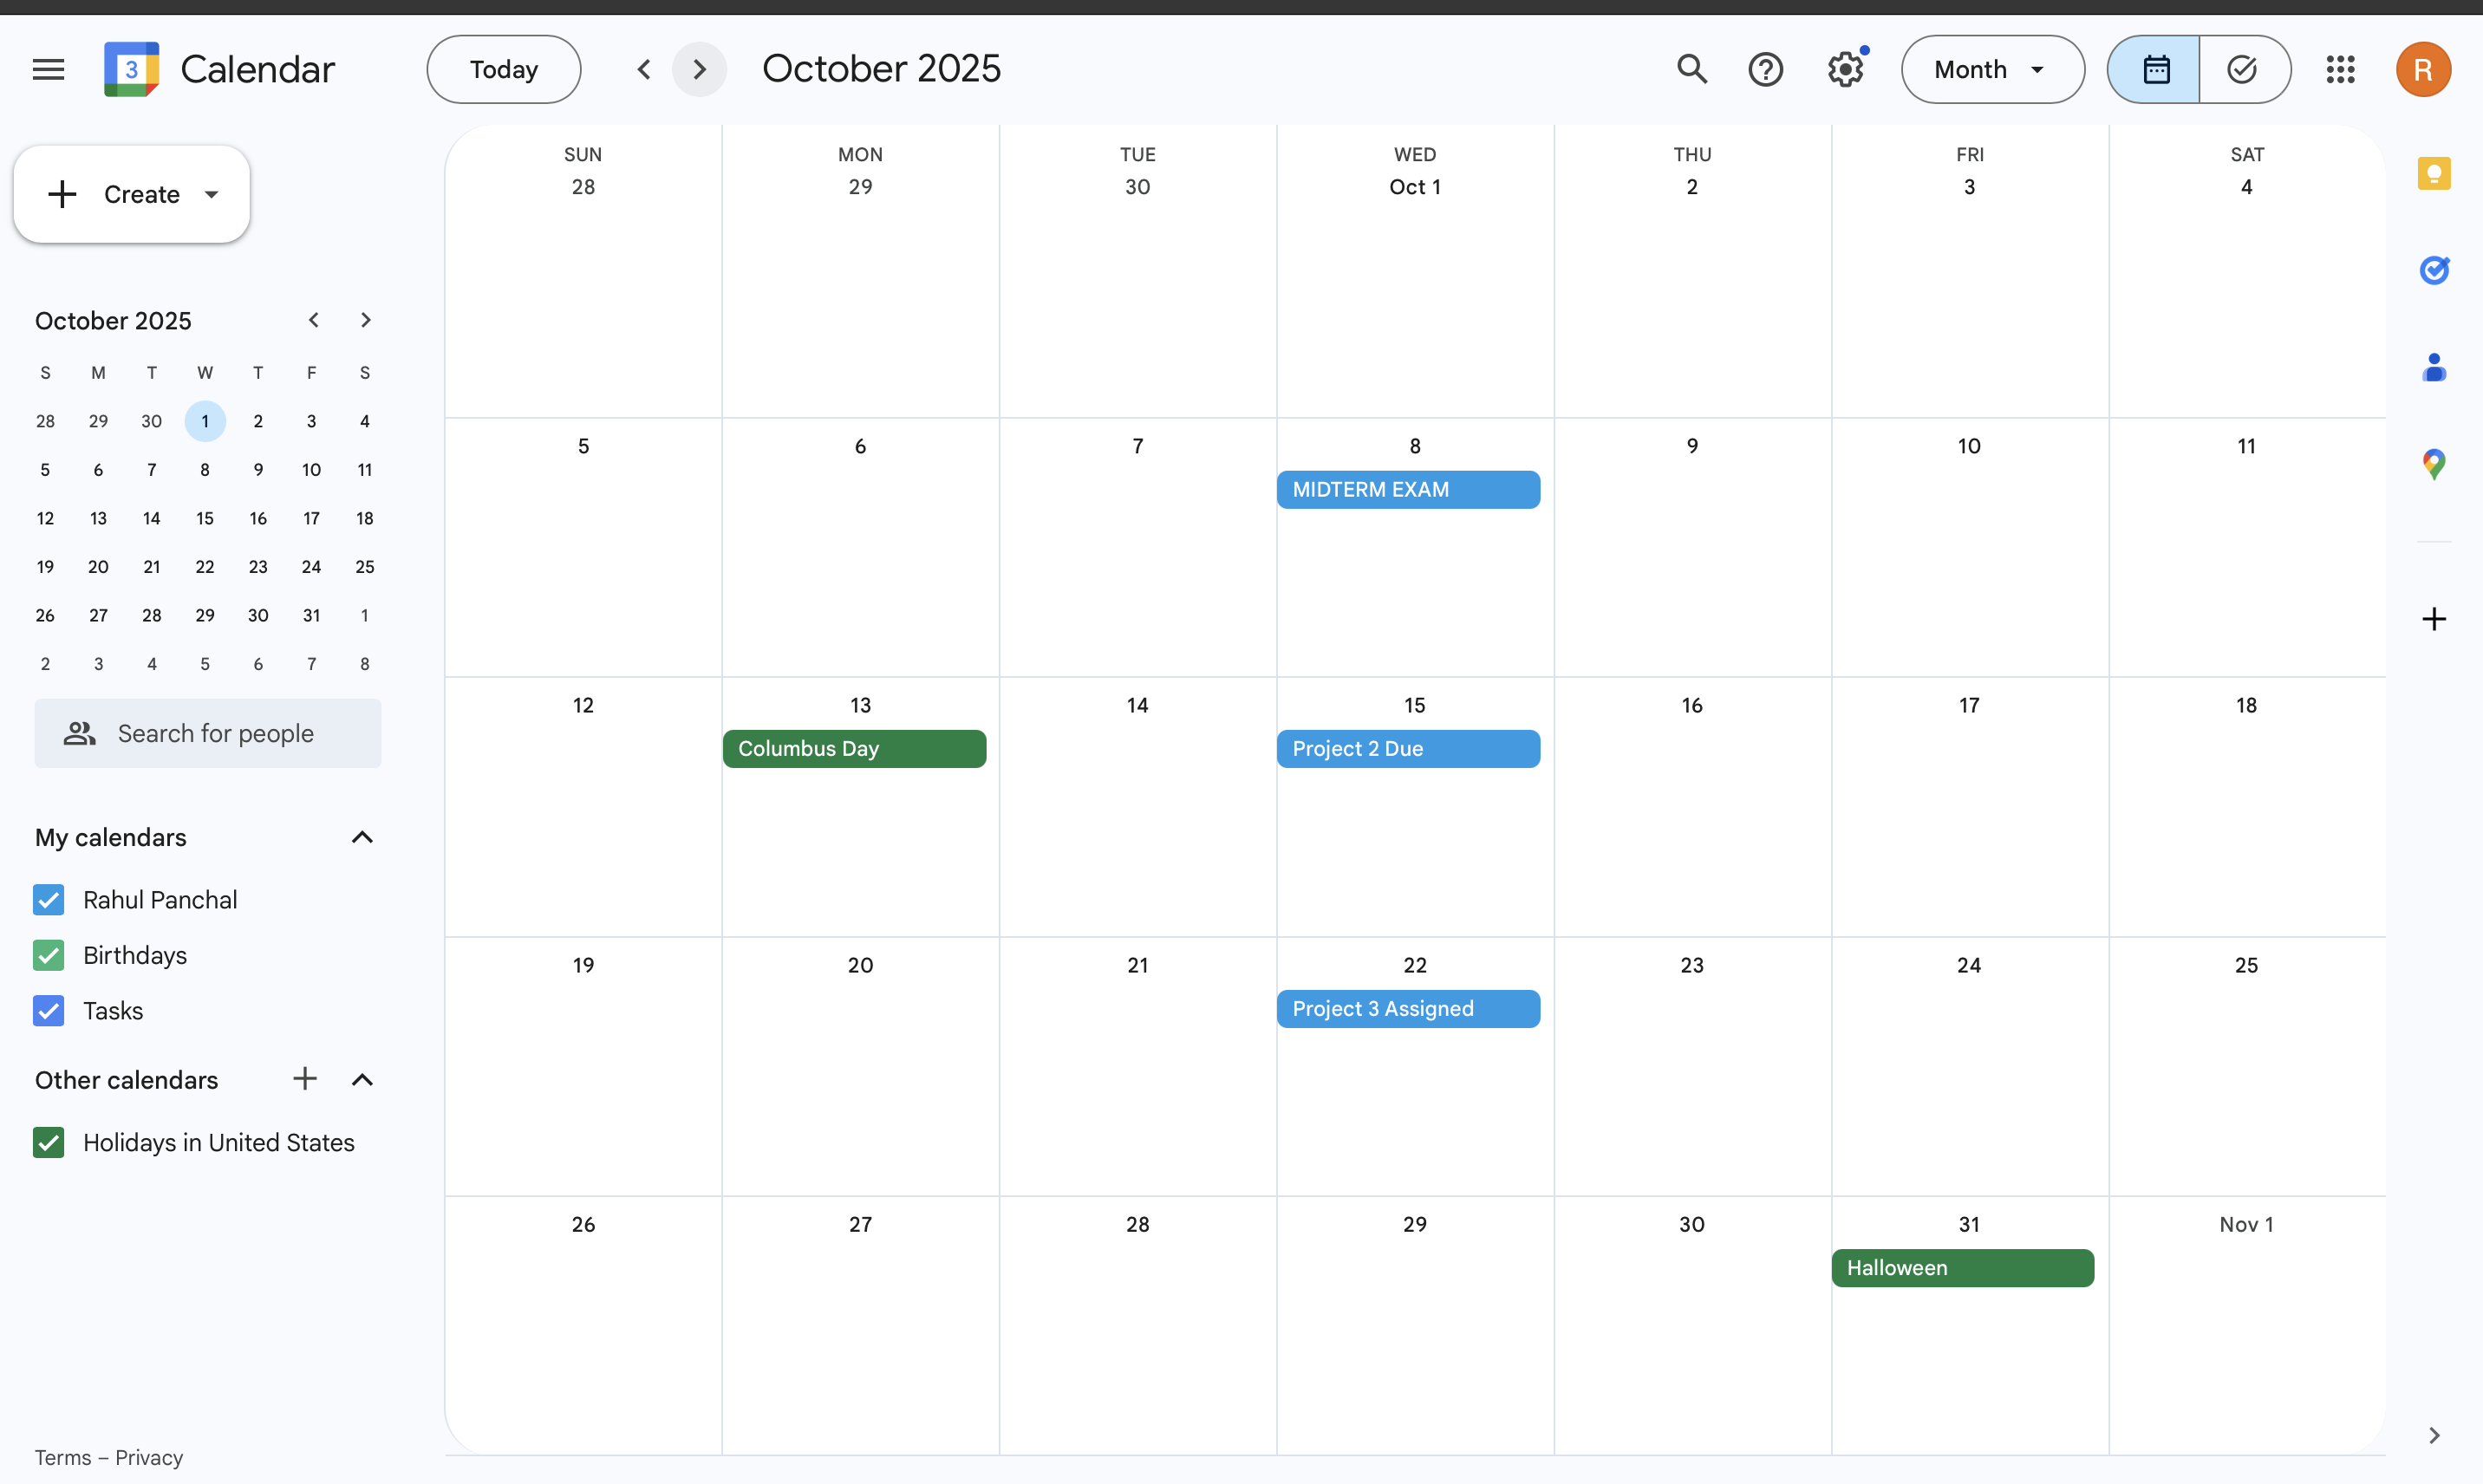 3 Calendar Today October 2025 Month R
Create
October 2025
S M T W T F S
28 29 30 1 2 3 4
5 6 7 8 9 10 11
12 13 14 15 16 17 18
19 20 21 22 23 24 25
26 27 28 29 30 31 1
2 3 4 5 6 7 8
Search for people
My calendars
Rahul Panchal
Birthdays
Tasks
Other calendars
Holidays in United States
Terms – Privacy
SUN MON TUE WED THU FRI SAT
28 29 30 Oct 1 2 3 4
5 6 7 8 9 10 11
MIDTERM EXAM
12 13 14 15 16 17 18
Columbus Day Project 2 Due
19 20 21 22 23 24 25
Project 3 Assigned
26 27 28 29 30 31 Nov 1
Halloween